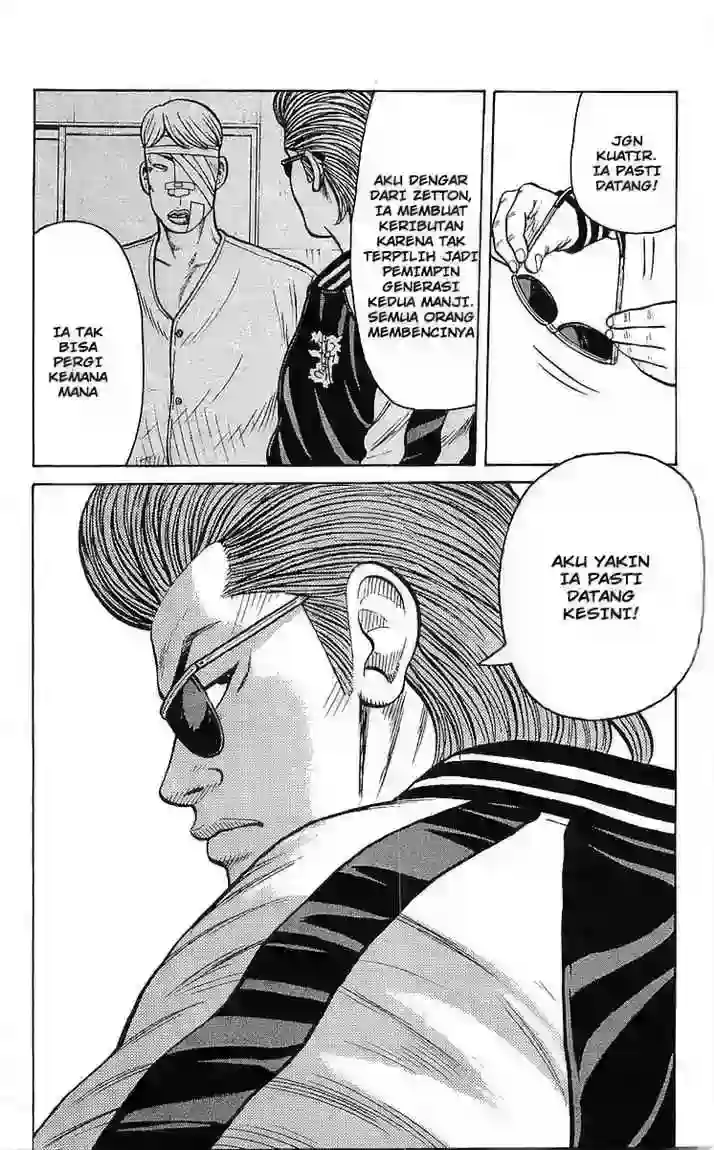 JGN
KUATIR.
IA PASTI
DATANG!
AKU DENGAR
DARI ZETTON,
IA MEMBUAT
KERIBUTAN
KARENA TAK
TERPILIH JADI
PEMIMPIN
GENERASI
KEDUA MANJI.
SEMUA ORANG
MEMBENCINYA
IA TAK
BISA
PERGI
KEMANA
MANA
AKU YAKIN
IA PASTI
DATANG
KESINI!